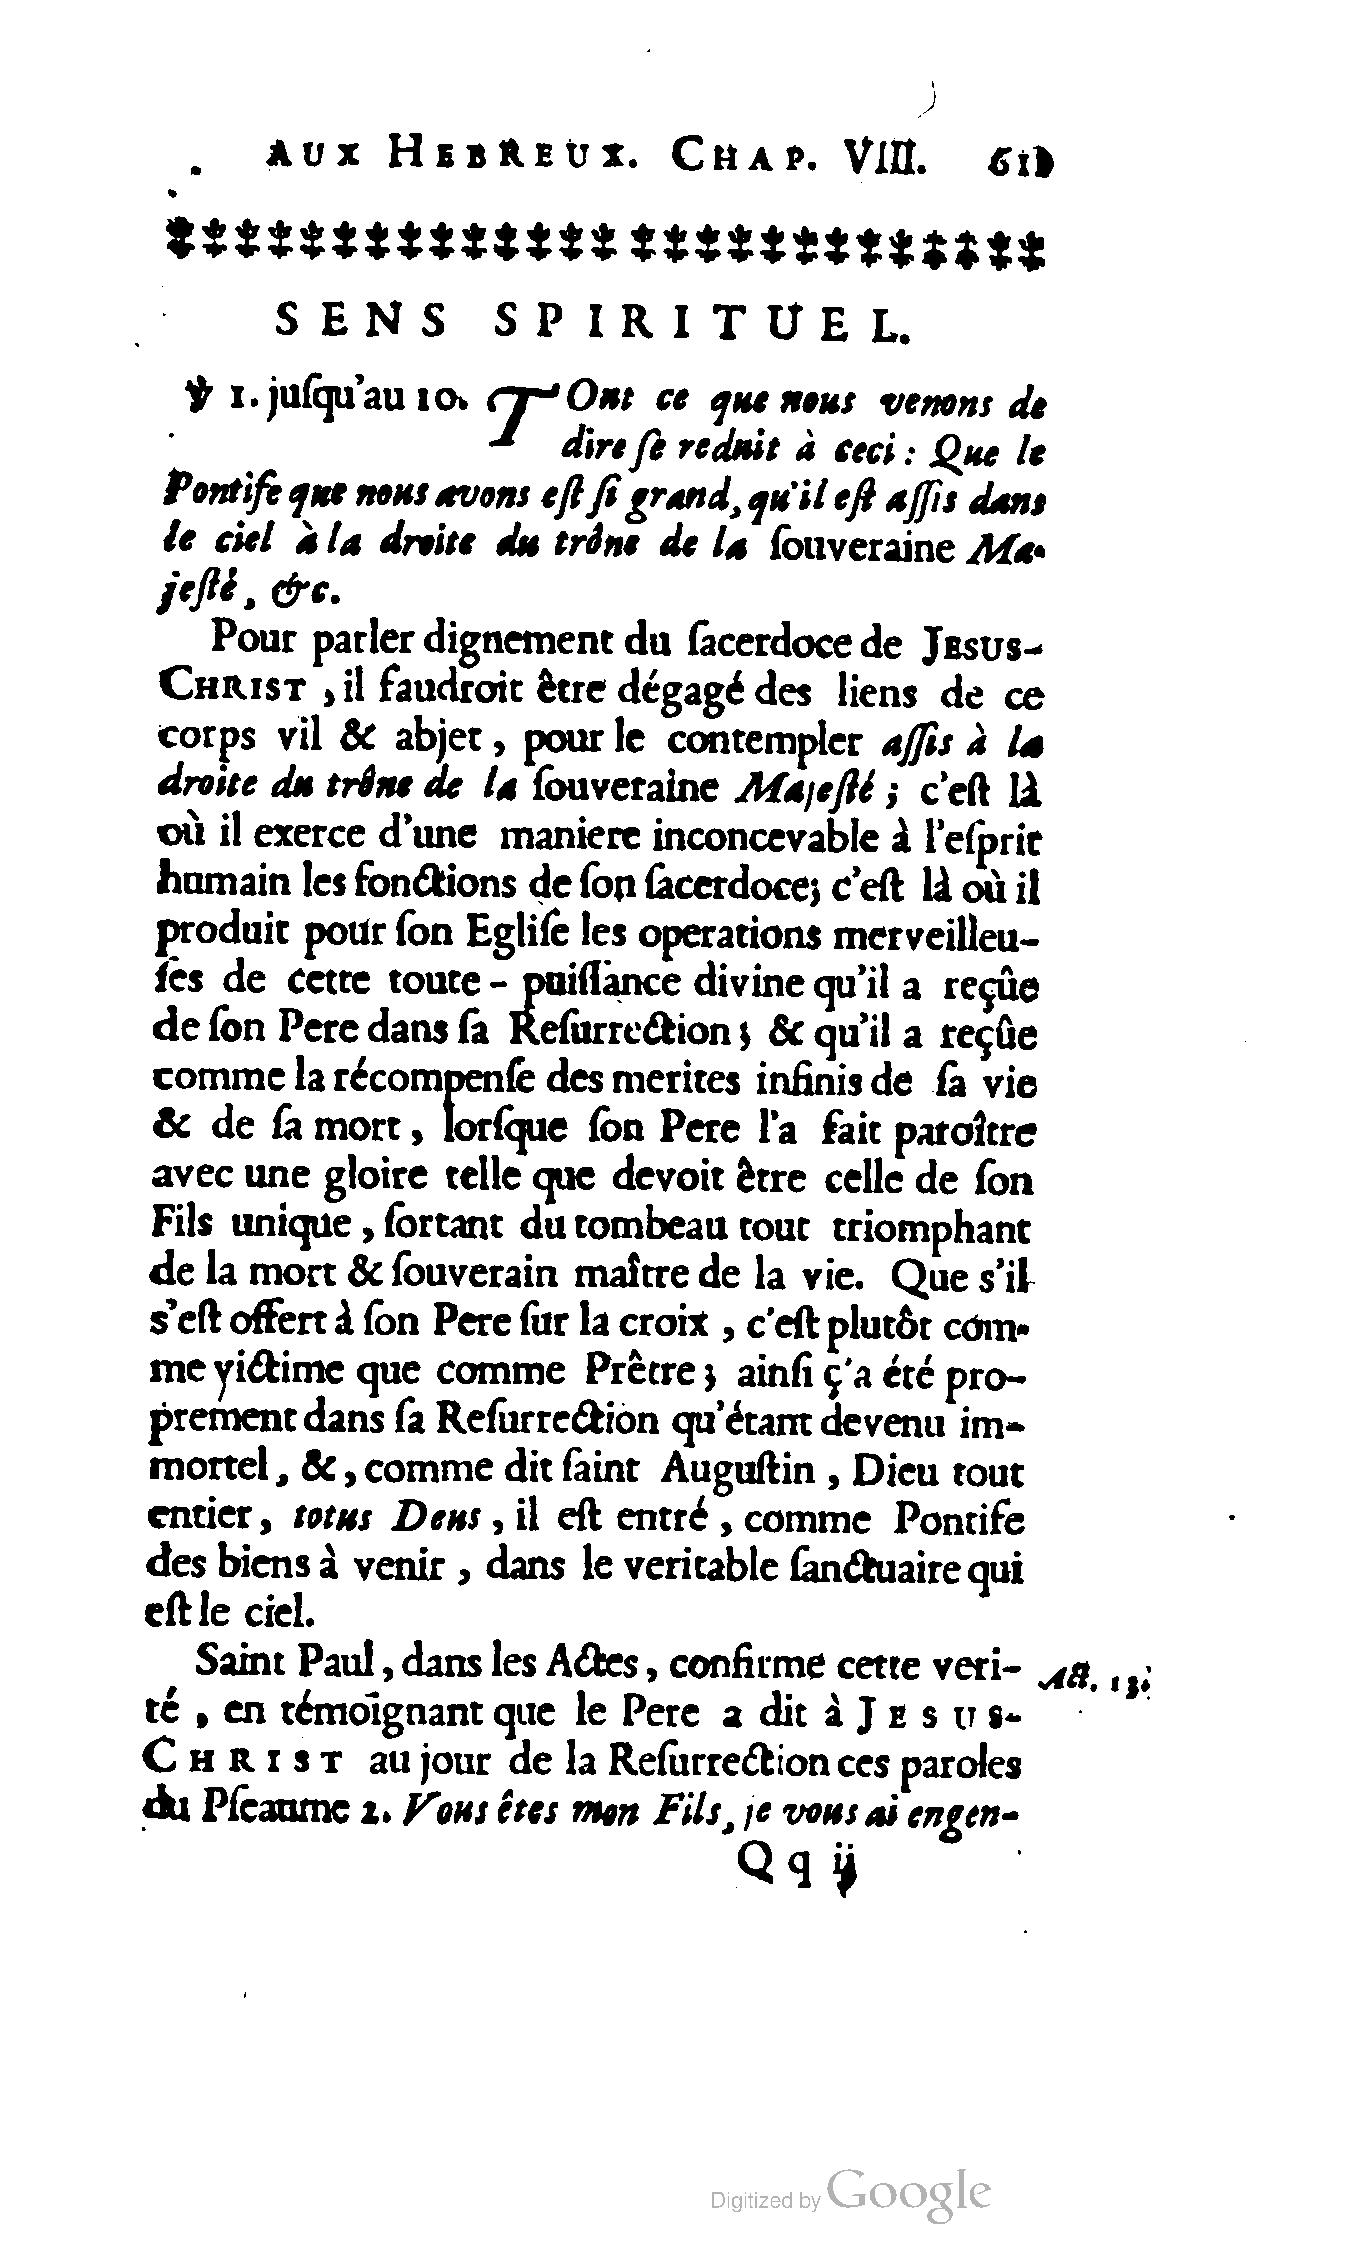 AUX HEBREUX. CHAP. VIII. 611
SENS SPIRITUEL.
℣ 1. juſqu'au 10. TOut ce que nous venons de
dire ſe reduit à ceci : Que le
Pontife que nous avons eſt ſi grand, qu'il eſt aſſis dans
le ciel à la droite du trône de la ſouveraine Ma-
jeſté, &c.
Pour parler dignement du ſacerdoce de JESUS-
CHRIST, il faudroit être dégagé des liens de ce
corps vil & abjet, pour le contempler aſſis à la
droite du trône de la ſouveraine Majeſté ; c'eſt là
où il exerce d'une maniere inconcevable à l'eſprit
humain les fonctions de ſon ſacerdoce; c'eſt là où il
produit pour ſon Egliſe les operations merveilleu-
ſes de cette toute-puiſſance divine qu'il a reçûe
de ſon Pere dans ſa Reſurrection ; & qu'il a reçûe
comme la récompenſe des merites infinis de ſa vie
& de ſa mort, lorſque ſon Pere l'a fait paroître
avec une gloire telle que devoit être celle de ſon
Fils unique, ſortant du tombeau tout triomphant
de la mort & ſouverain maître de la vie. Que s'il
s'eſt offert à ſon Pere ſur la croix, c'eſt plutôt com-
me victime que comme Prêtre ; ainſi ç'a été pro-
prement dans ſa Reſurrection qu'étant devenu im-
mortel, &, comme dit ſaint Auguſtin, Dieu tout
entier, totus Deus, il eſt entré, comme Pontife
des biens à venir, dans le veritable ſanctuaire qui
eſt le ciel.
Saint Paul, dans les Actes, confirme cette veri-
Act. 13.
té, en témoignant que le Pere a dit à JESUS-
CHRIST au jour de la Reſurrection ces paroles
du Pſeaume 2. Vous êtes mon Fils, je vous ai engen-
Qq ij
Digitized by Google